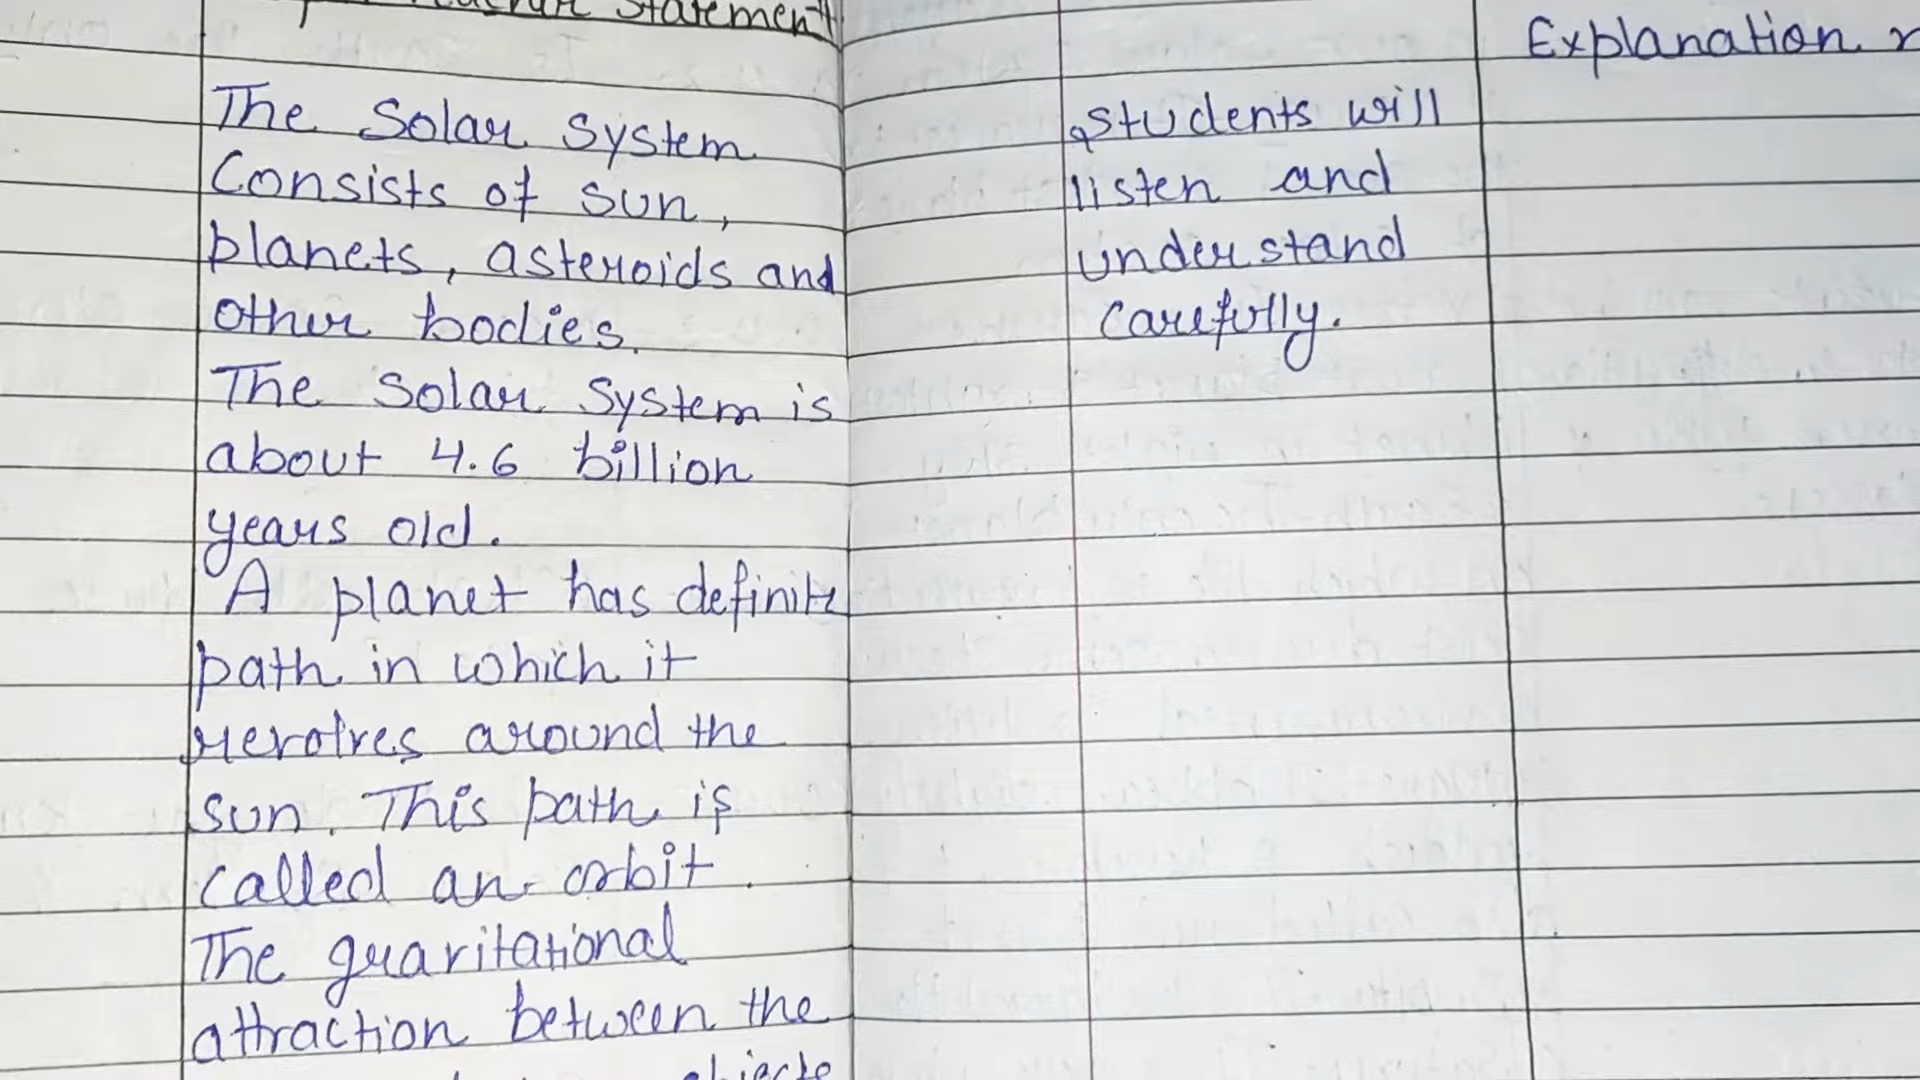 Statement
The Solar System
Consists of Sun,
planets, asteroids and
other bodies.
The Solar System is
about 4.6 billion
years old.
A planet has definite
path in which it
revolves around the
sun. This path is
called an orbit.
The gravitational
attraction between the
objects
Students will
listen and
understand
carefully.
Explanation